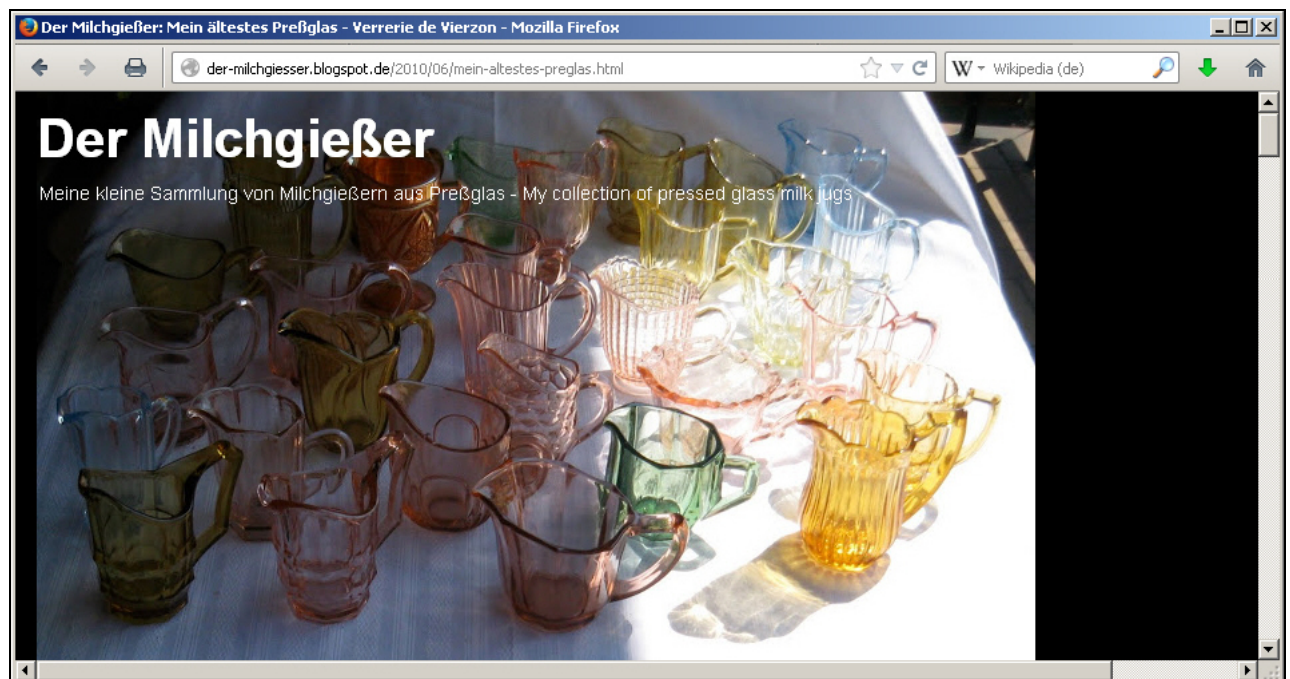 Der Milchgießer: Mein ältestes Preßglas - Verrerie de Vierzon - Mozilla Firefox
der-milchgiesser.blogspot.de/2010/06/mein-altestes-preglas.html
W Wikipedia (de)
Der Milchgießer
Meine kleine Sammlung von Milchgießern aus Preßglas - My collection of pressed glass milk jugs